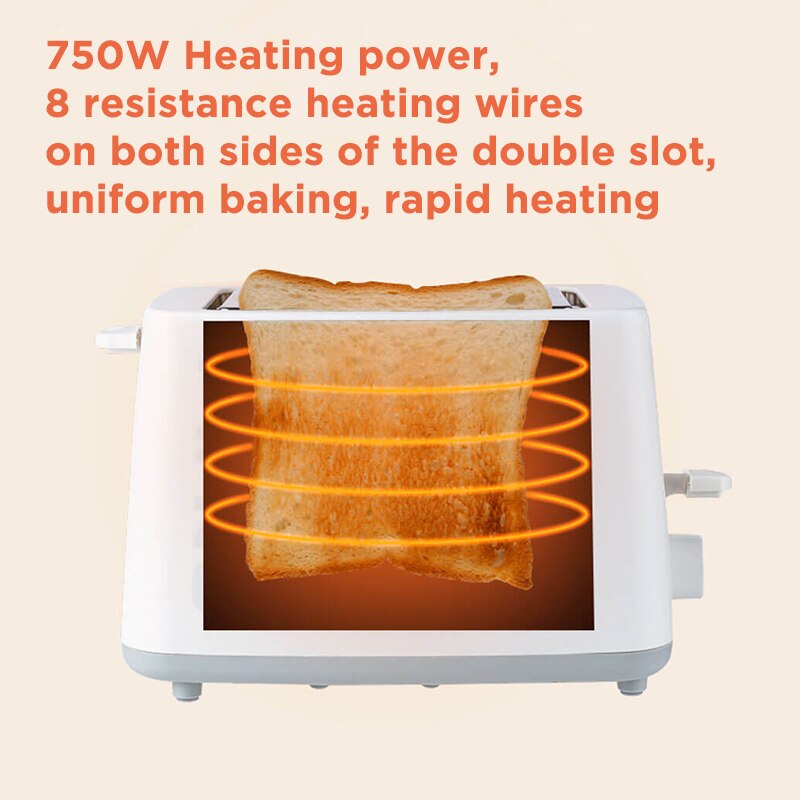 750W Heating power,
8 resistance heating wires
on both sides of the double slot,
uniform baking, rapid heating